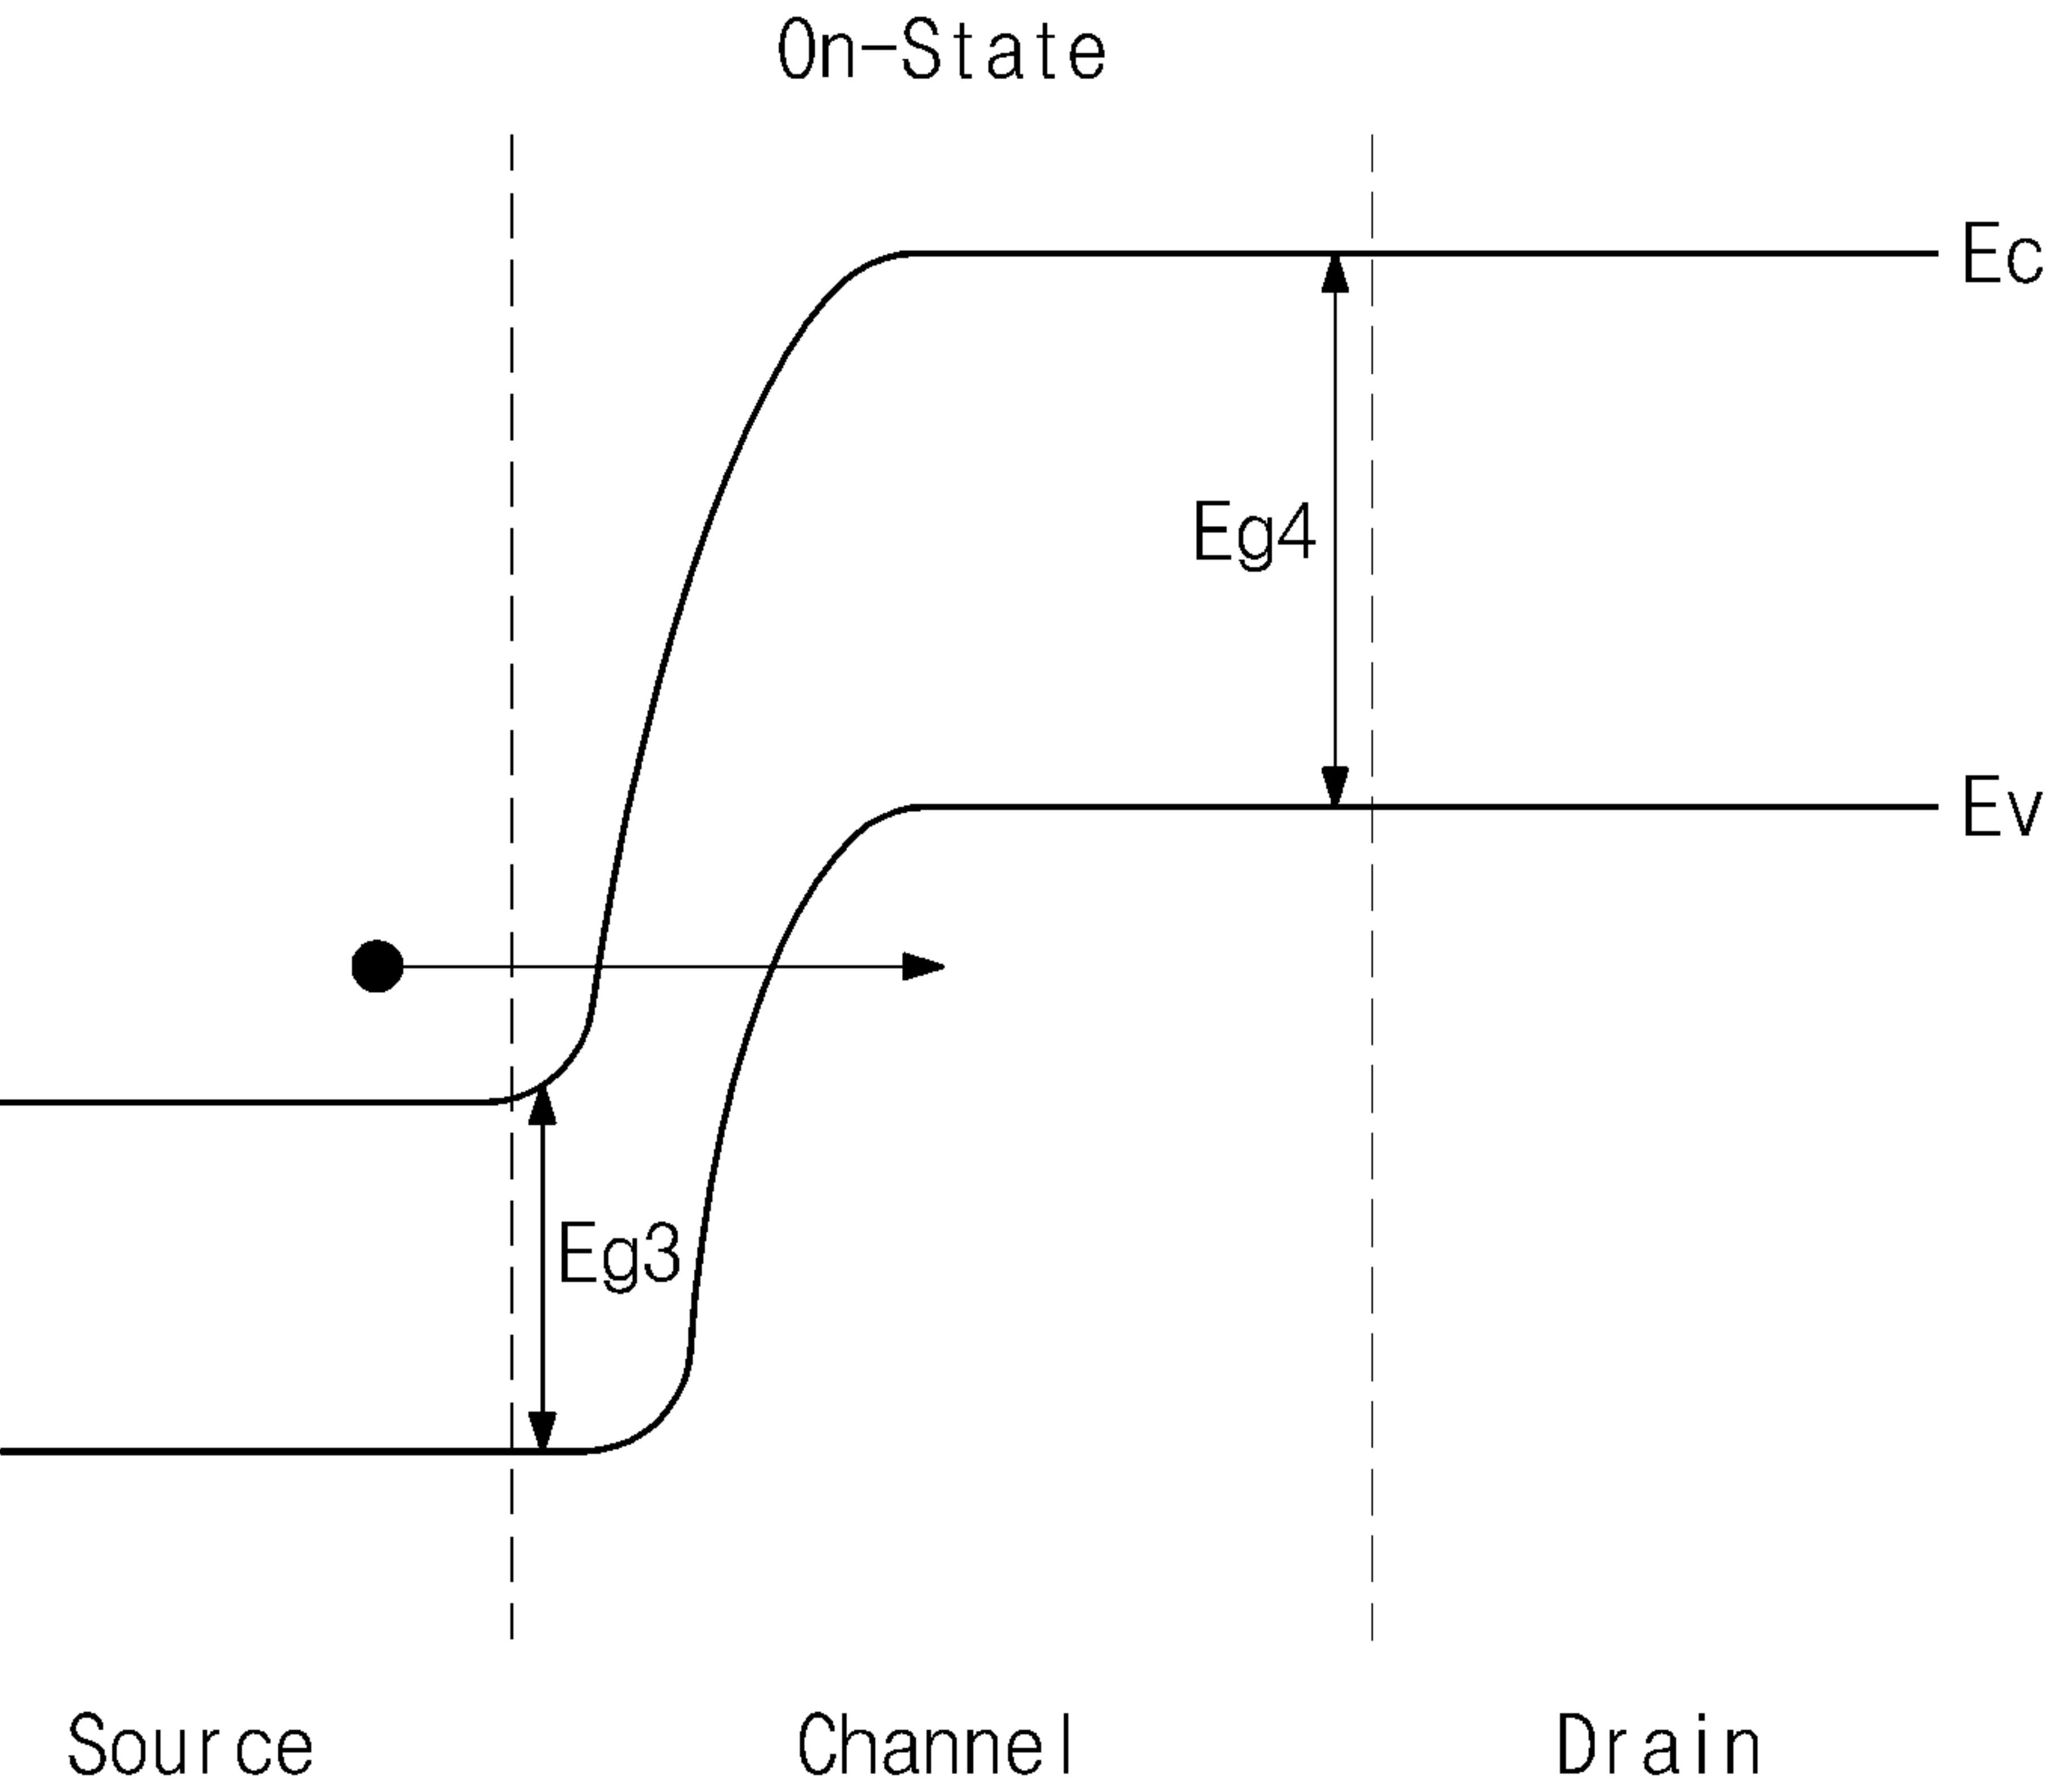 On-State
Ec
Eg4
Ev
Eg3
Source Channel Drain